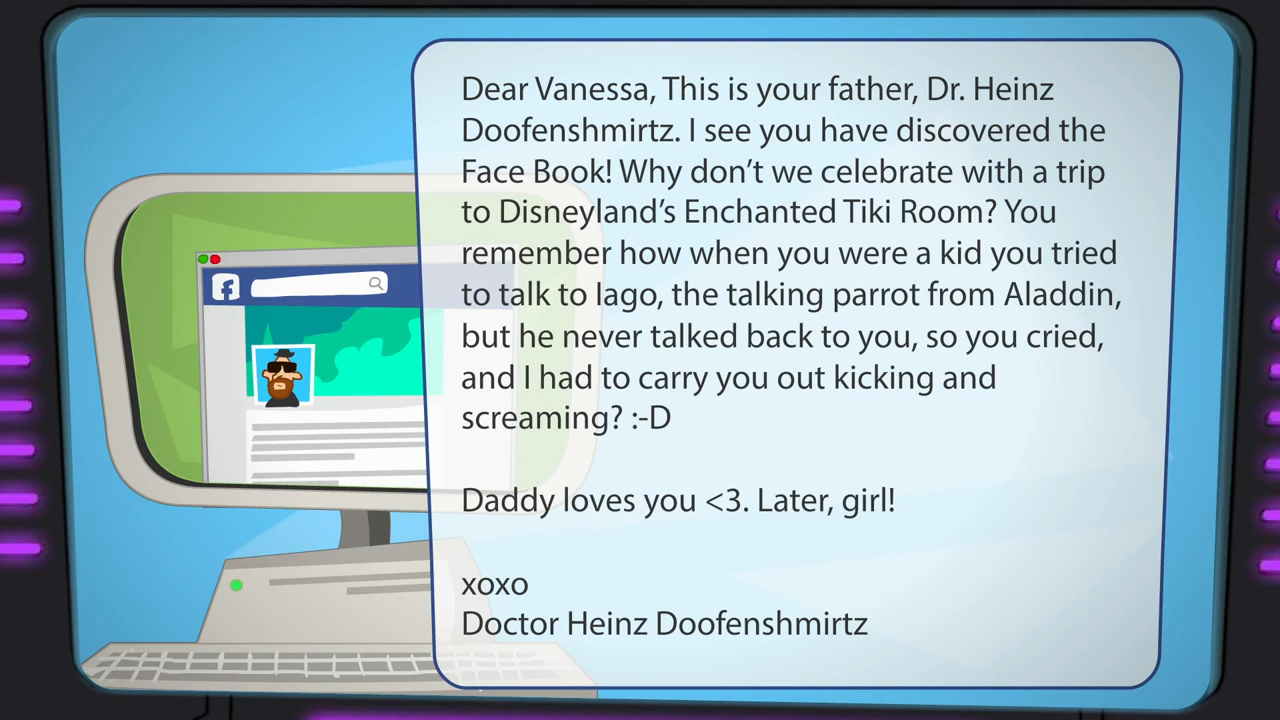 Dear Vanessa, This is your father, Dr. Heinz
Doofenshmirtz. I see you have discovered the
Face Book! Why don’t we celebrate with a trip
to Disneyland’s Enchanted Tiki Room? You
remember how when you were a kid you tried
to talk to Iago, the talking parrot from Aladdin,
but he never talked back to you, so you cried,
and I had to carry you out kicking and
screaming? :-D
Daddy loves you <3. Later, girl!
xoxo
Doctor Heinz Doofenshmirtz
f